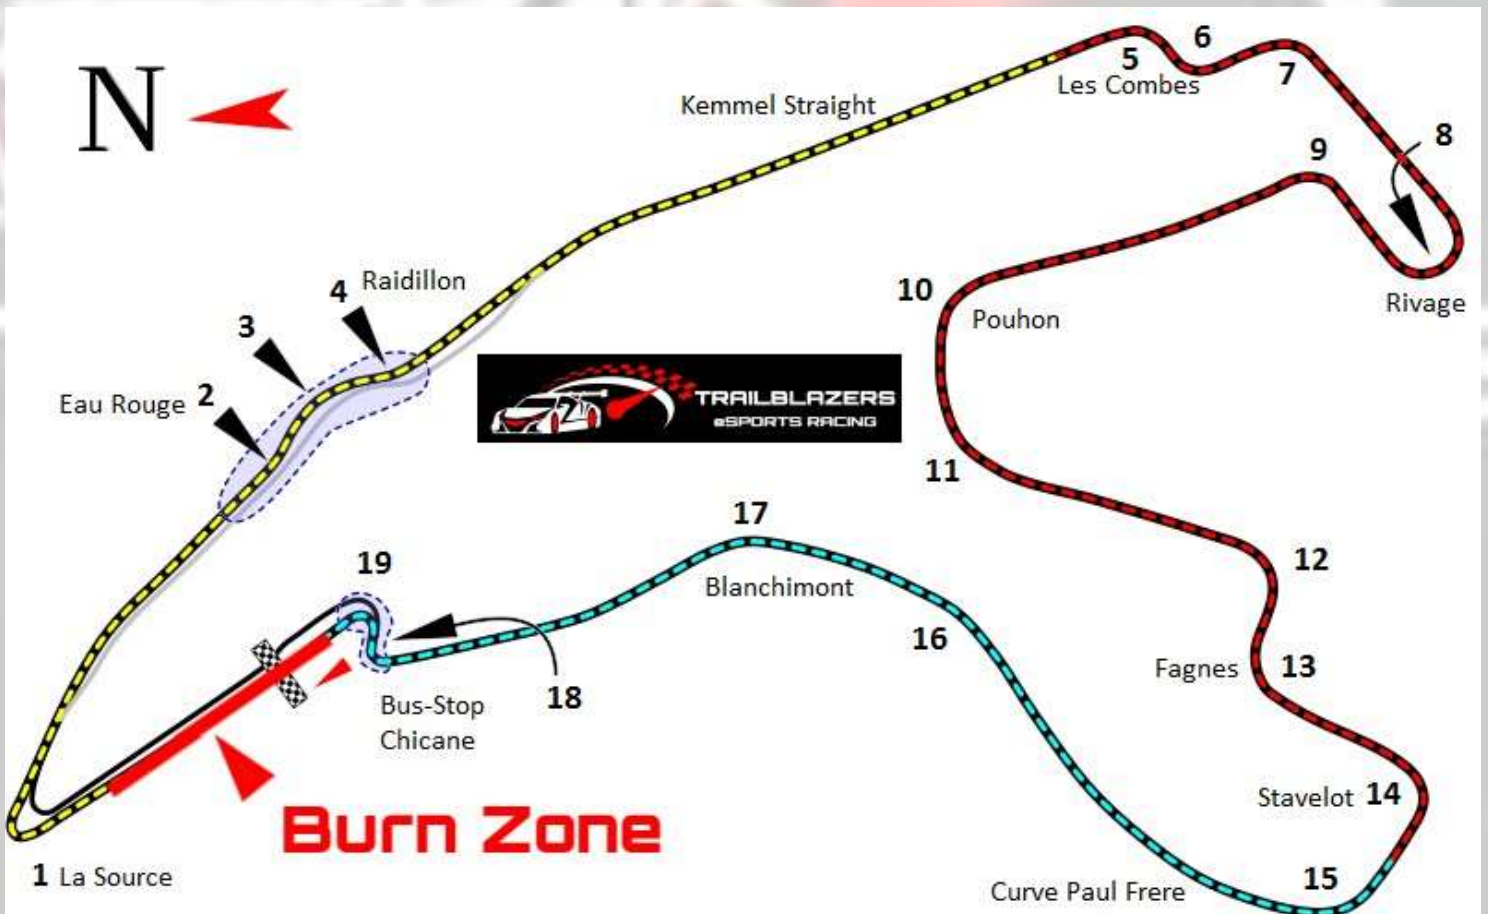 N
Kemmel Straight
5
Les Combes
6
7
8
9
Rivage
4 Raidillon
3
Eau Rouge 2
10
Pouhon
TRAILBLAZERS
eSPORTS RACING
11
17
Blanchimont
12
19
16
Fagnes 13
18
Bus-Stop
Chicane
Stavelot 14
Burn Zone
1 La Source
Curve Paul Frere
15